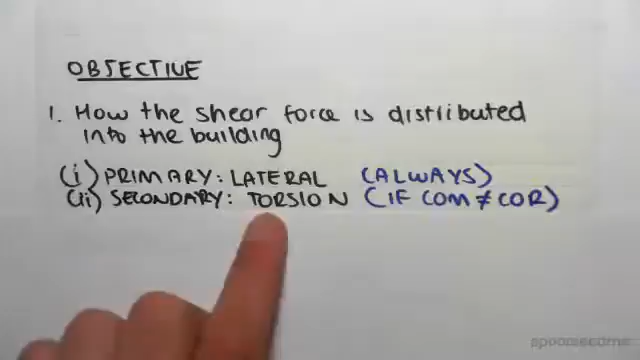 OBJECTIVE
1. How the shear force is distributed
into the building
(i) PRIMARY: LATERAL (ALWAYS)
(ii) SECONDARY: TORSION (IF COM ≠ COR)
spoonsecoms